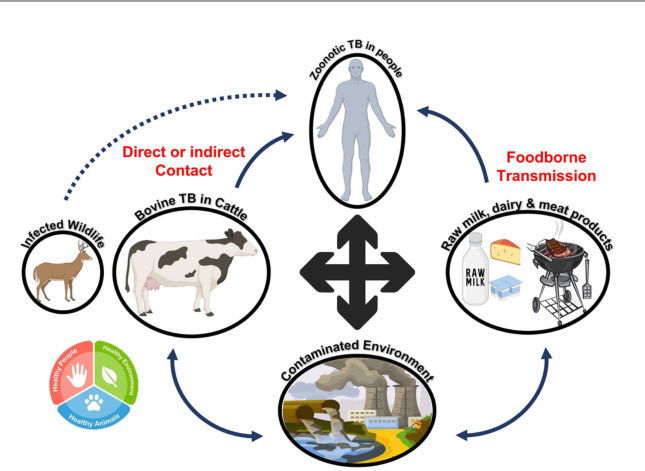 Zoonotic TB in people
Direct or indirect
Contact
Foodborne
Transmission
Infected Wildlife
Bovine TB in Cattle
Raw milk, dairy & meat products
RAW
MILK
Contaminated Environment
Healthy People
Healthy Environment
Healthy Animals